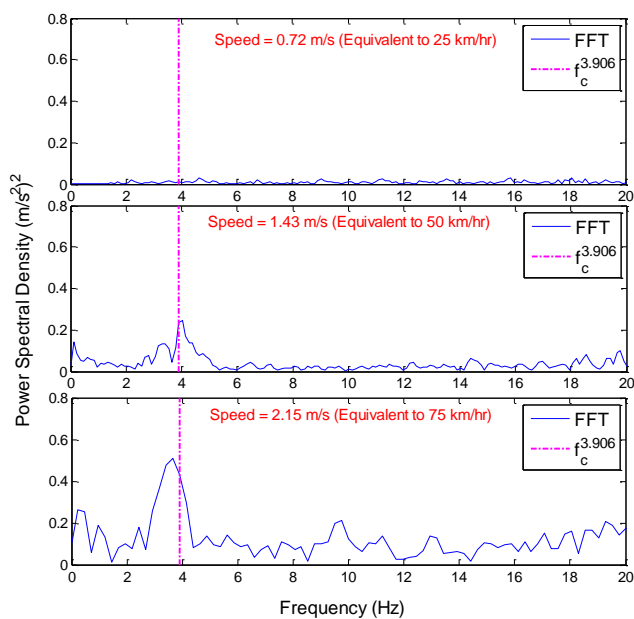 Power Spectral Density (m/s²)²
0.8
0.6
0.4
0.2
0
Speed = 0.72 m/s (Equivalent to 25 km/hr)
FFT
f_c^3.906
0 2 4 6 8 10 12 14 16 18 20
0.8
0.6
0.4
0.2
0
Speed = 1.43 m/s (Equivalent to 50 km/hr)
FFT
f_c^3.906
0 2 4 6 8 10 12 14 16 18 20
0.8
0.6
0.4
0.2
0
Speed = 2.15 m/s (Equivalent to 75 km/hr)
FFT
f_c^3.906
0 2 4 6 8 10 12 14 16 18 20
Frequency (Hz)